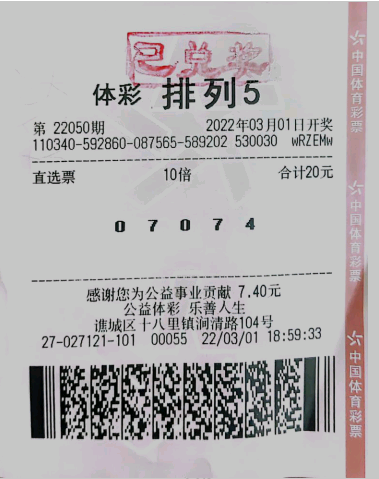 已兑奖
体彩 排列5
第 22050期 2022年03月01日开奖
110340-592860-087565-589202 530030 wRZEMw
直选票 10倍 合计20元
0 7 0 7 4
感谢您为公益事业贡献 7.40元
公益体彩 乐善人生
谯城区十八里镇涧清路104号
27-027121-101 00055 22/03/01 18:59:33
中国体育彩票
中国体育彩票
中国体育彩票